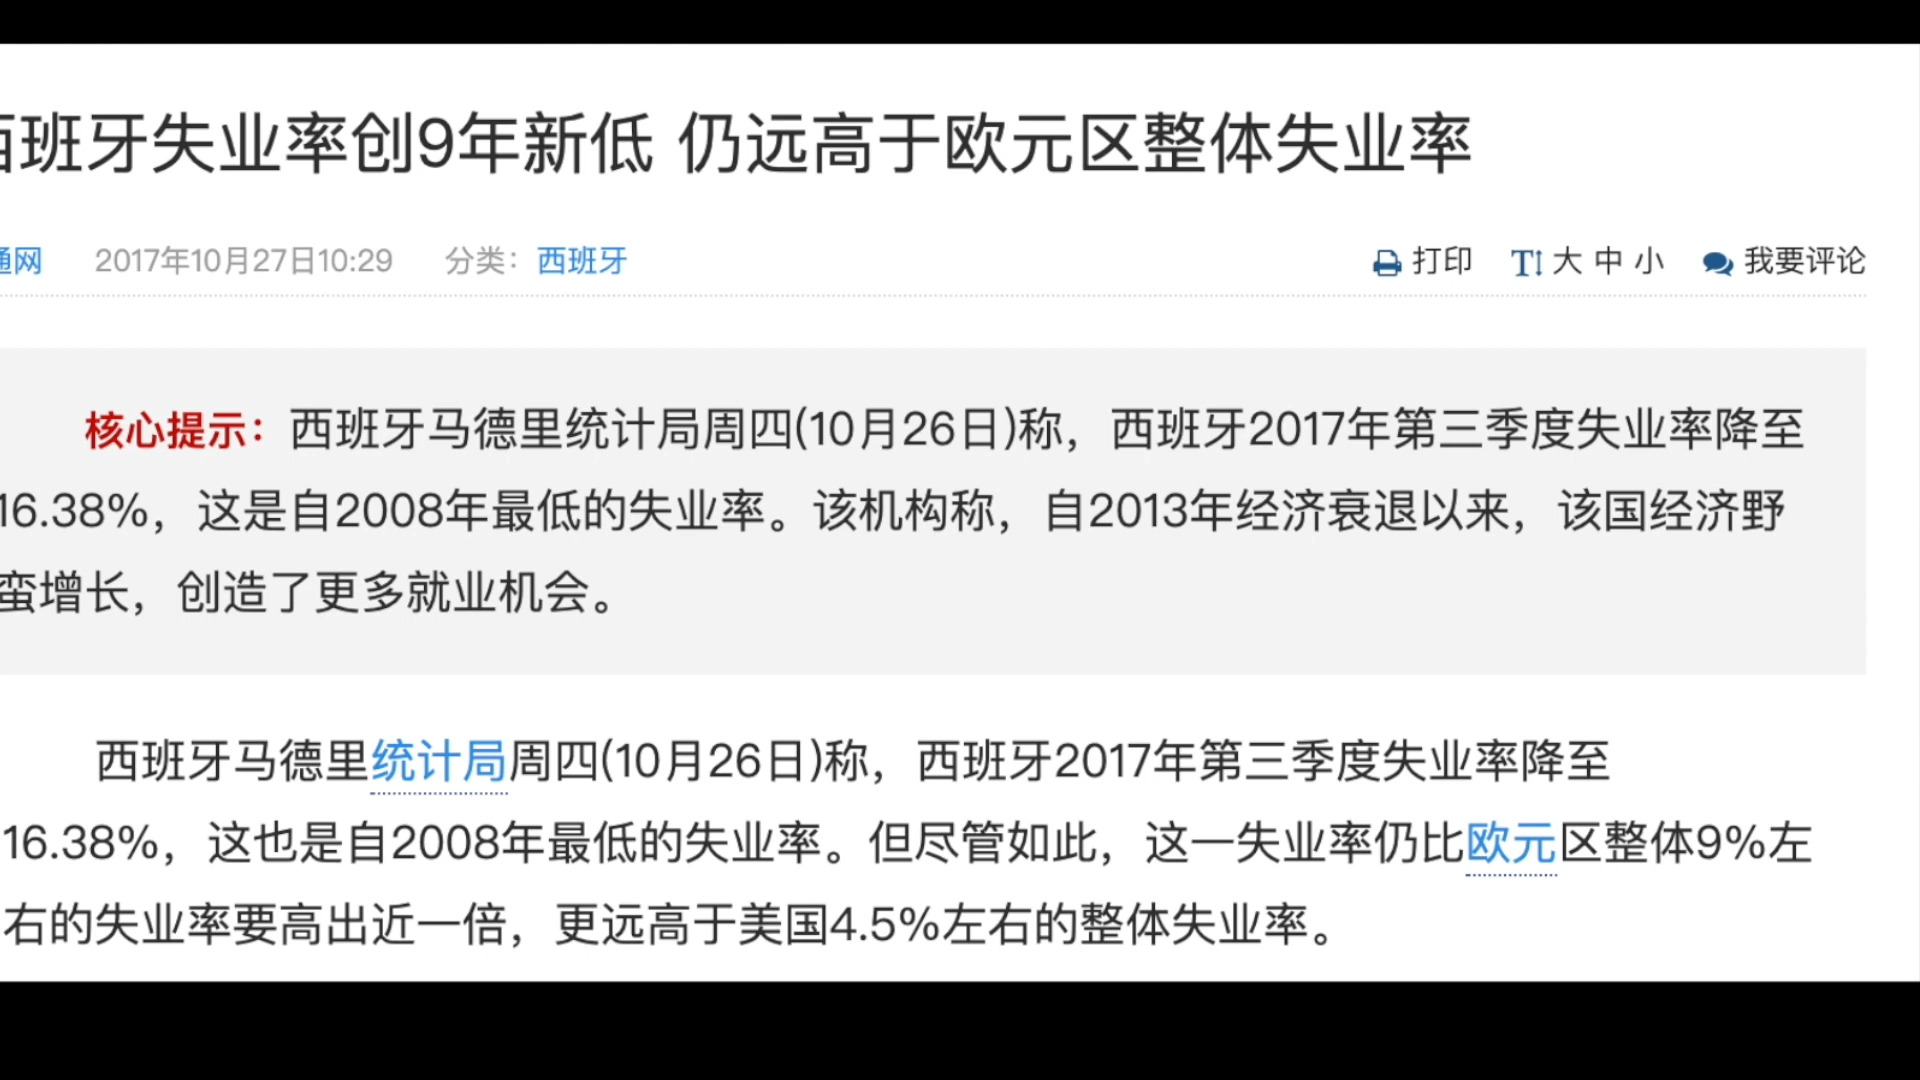 班牙失业率创9年新低 仍远高于欧元区整体失业率
通网 2017年10月27日10:29 分类：西班牙 打印 大 中 小 我要评论
核心提示：西班牙马德里统计局周四(10月26日)称，西班牙2017年第三季度失业率降至
16.38%，这是自2008年最低的失业率。该机构称，自2013年经济衰退以来，该国经济野
蛮增长，创造了更多就业机会。
西班牙马德里统计局周四(10月26日)称，西班牙2017年第三季度失业率降至
16.38%，这也是自2008年最低的失业率。但尽管如此，这一失业率仍比欧元区整体9%左
右的失业率要高出近一倍，更远高于美国4.5%左右的整体失业率。